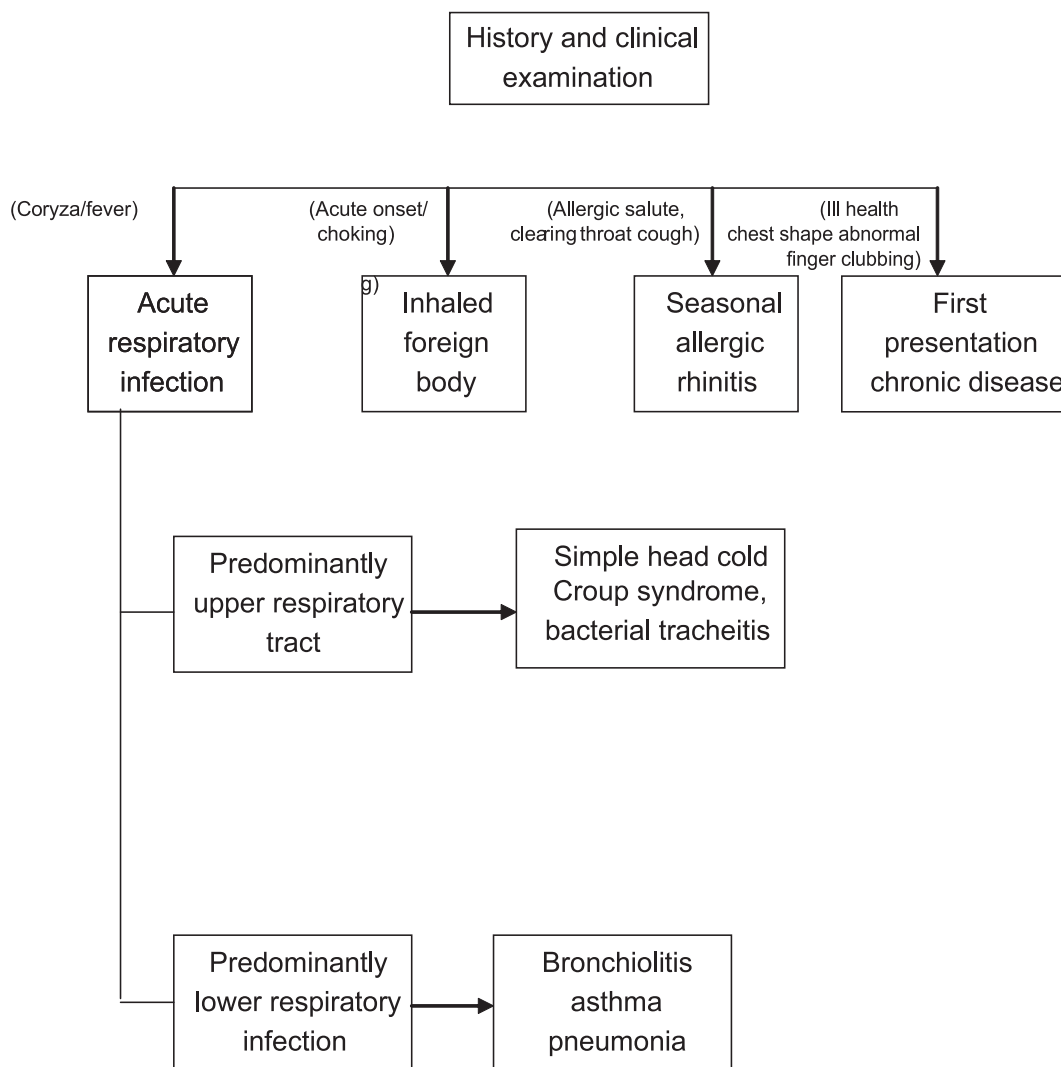 History and clinical
examination
(Coryza/fever)
(Acute onset/
choking)
(Allergic salute,
clearing throat cough)
(Ill health
chest shape abnormal
finger clubbing)
g)
Acute
respiratory
infection
Inhaled
foreign
body
Seasonal
allergic
rhinitis
First
presentation
chronic disease
Predominantly
upper respiratory
tract
Simple head cold
Croup syndrome,
bacterial tracheitis
Predominantly
lower respiratory
infection
Bronchiolitis
asthma
pneumonia